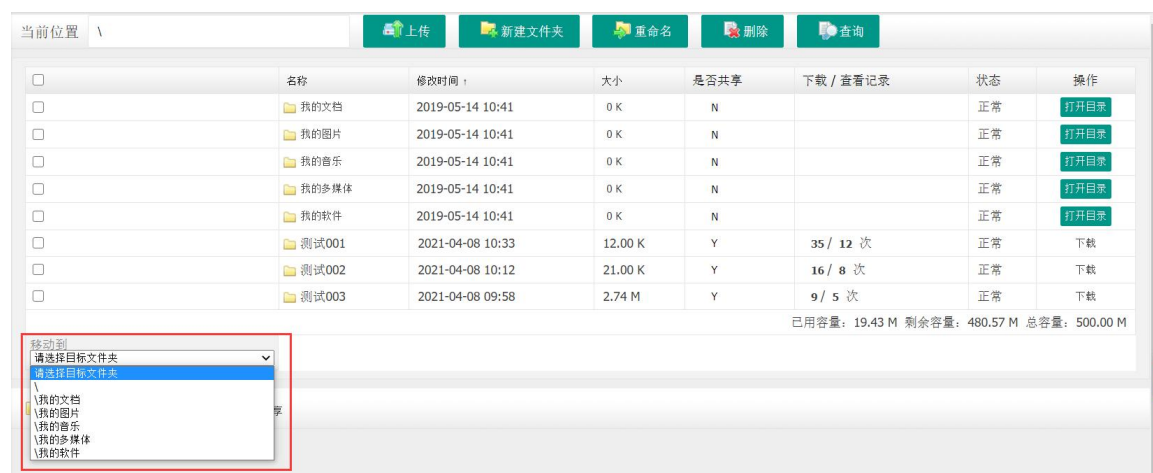 当前位置 \ 上传 新建文件夹 重命名 删除 查询
名称 修改时间 ↑ 大小 是否共享 下载 / 查看记录 状态 操作
我的文档 2019-05-14 10:41 0 K N 正常 打开目录
我的图片 2019-05-14 10:41 0 K N 正常 打开目录
我的音乐 2019-05-14 10:41 0 K N 正常 打开目录
我的多媒体 2019-05-14 10:41 0 K N 正常 打开目录
我的软件 2019-05-14 10:41 0 K N 正常 打开目录
测试001 2021-04-08 10:33 12.00 K Y 35 / 12 次 正常 下载
测试002 2021-04-08 10:12 21.00 K Y 16 / 8 次 正常 下载
测试003 2021-04-08 09:58 2.74 M Y 9 / 5 次 正常 下载
已用容量：19.43 M 剩余容量：480.57 M 总容量：500.00 M
移动到
请选择目标文件夹
请选择目标文件夹
\
\我的文档
\我的图片 享
\我的音乐
\我的多媒体
\我的软件